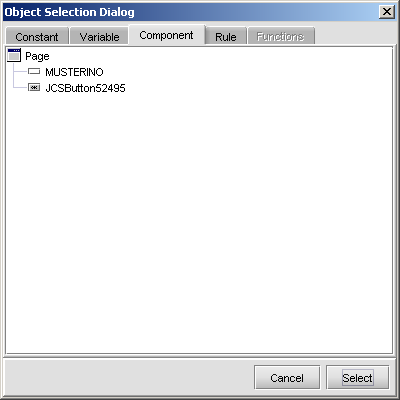 Object Selection Dialog
Constant Variable Component Rule Functions
Page
MUSTERINO
JCSButton52495
Cancel Select